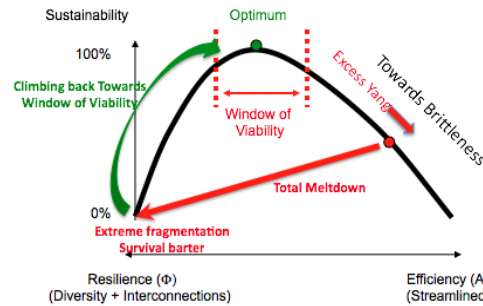 Sustainability
Optimum
100%
Climbing back Towards
Window of Viability
Excess Yang
Towards Brittleness
Window of
Viability
Total Meltdown
0%
Extreme fragmentation
Survival barter
Resilience (Φ)
(Diversity + Interconnections)
Efficiency (A
(Streamlined